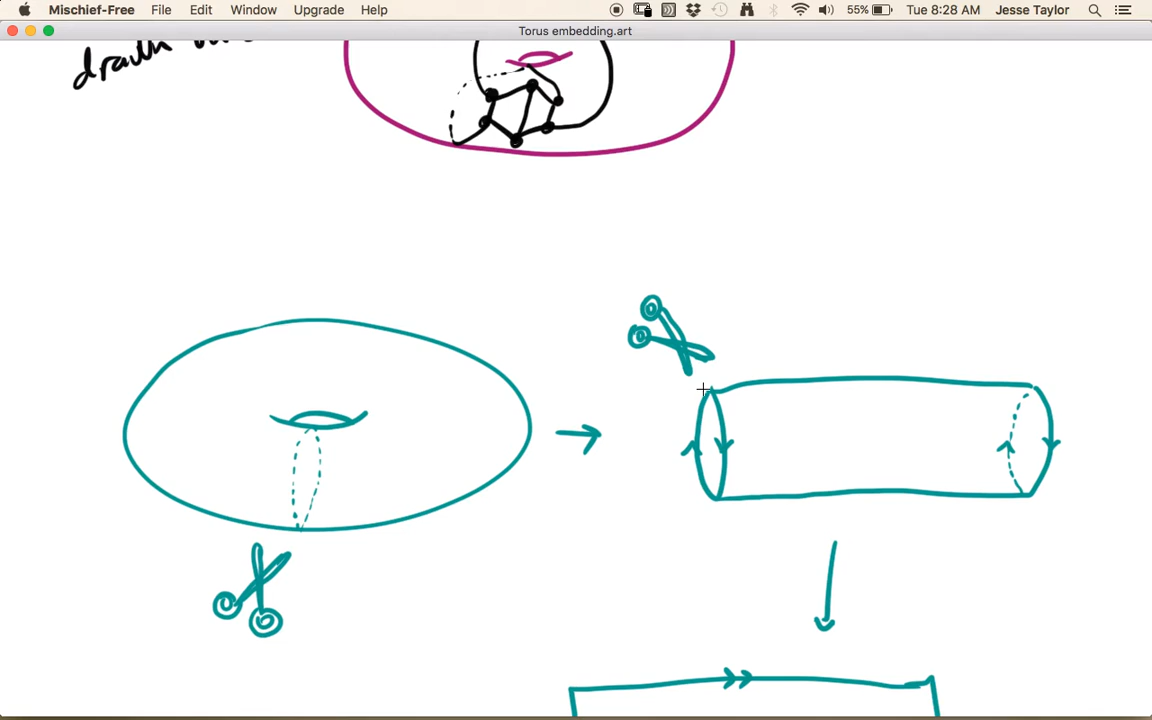 Mischief-Free File Edit Window Upgrade Help 55% Tue 8:28 AM Jesse Taylor
Torus embedding.art